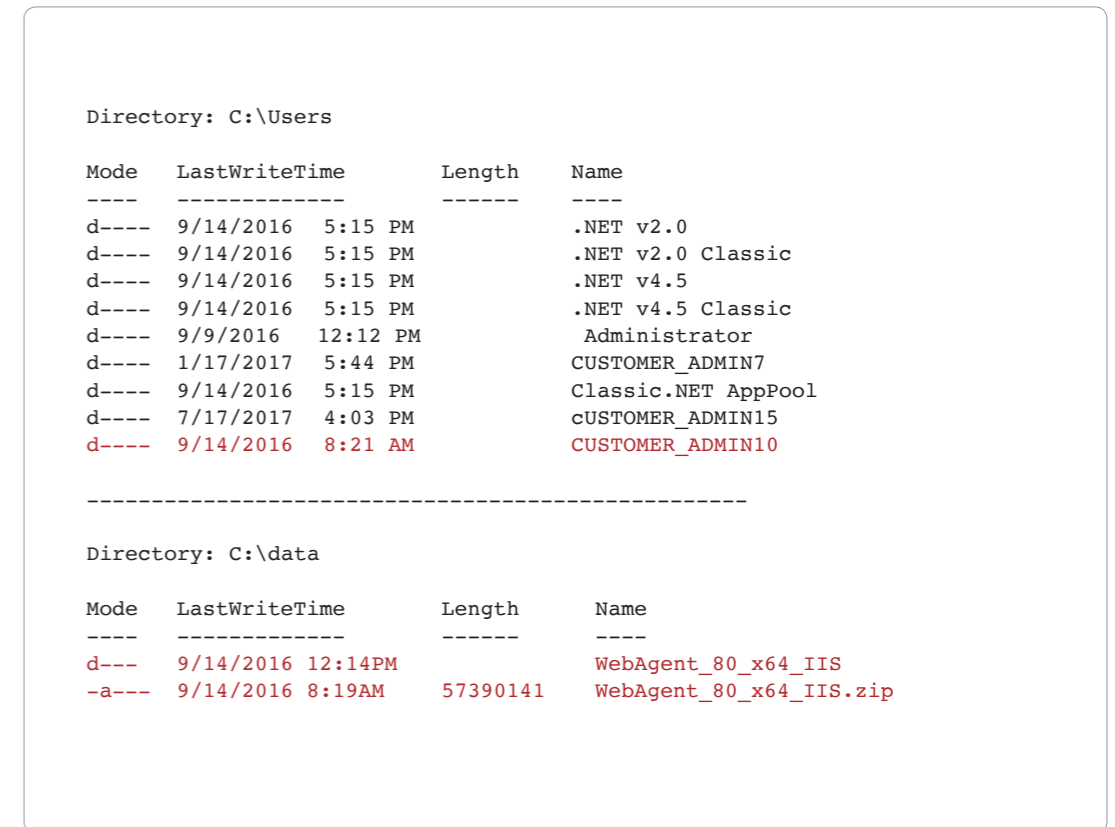 Directory: C:\Users
Mode LastWriteTime Length Name
---- ------------- ------ ----
d---- 9/14/2016 5:15 PM .NET v2.0
d---- 9/14/2016 5:15 PM .NET v2.0 Classic
d---- 9/14/2016 5:15 PM .NET v4.5
d---- 9/14/2016 5:15 PM .NET v4.5 Classic
d---- 9/9/2016 12:12 PM Administrator
d---- 1/17/2017 5:44 PM CUSTOMER_ADMIN7
d---- 9/14/2016 5:15 PM Classic.NET AppPool
d---- 7/17/2017 4:03 PM cUSTOMER_ADMIN15
d---- 9/14/2016 8:21 AM CUSTOMER_ADMIN10
---------------------------------------------------
Directory: C:\data
Mode LastWriteTime Length Name
---- ------------- ------ ----
d--- 9/14/2016 12:14PM WebAgent_80_x64_IIS
-a--- 9/14/2016 8:19AM 57390141 WebAgent_80_x64_IIS.zip